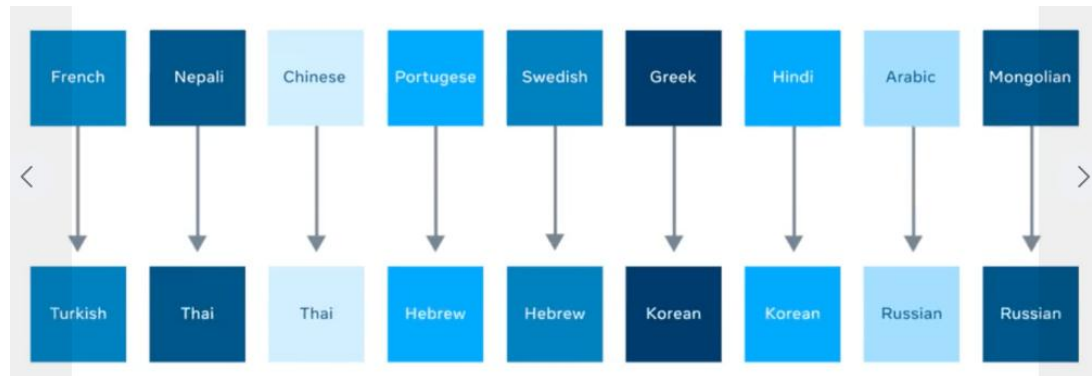 French Nepali Chinese Portugese Swedish Greek Hindi Arabic Mongolian
Turkish Thai Thai Hebrew Hebrew Korean Korean Russian Russian